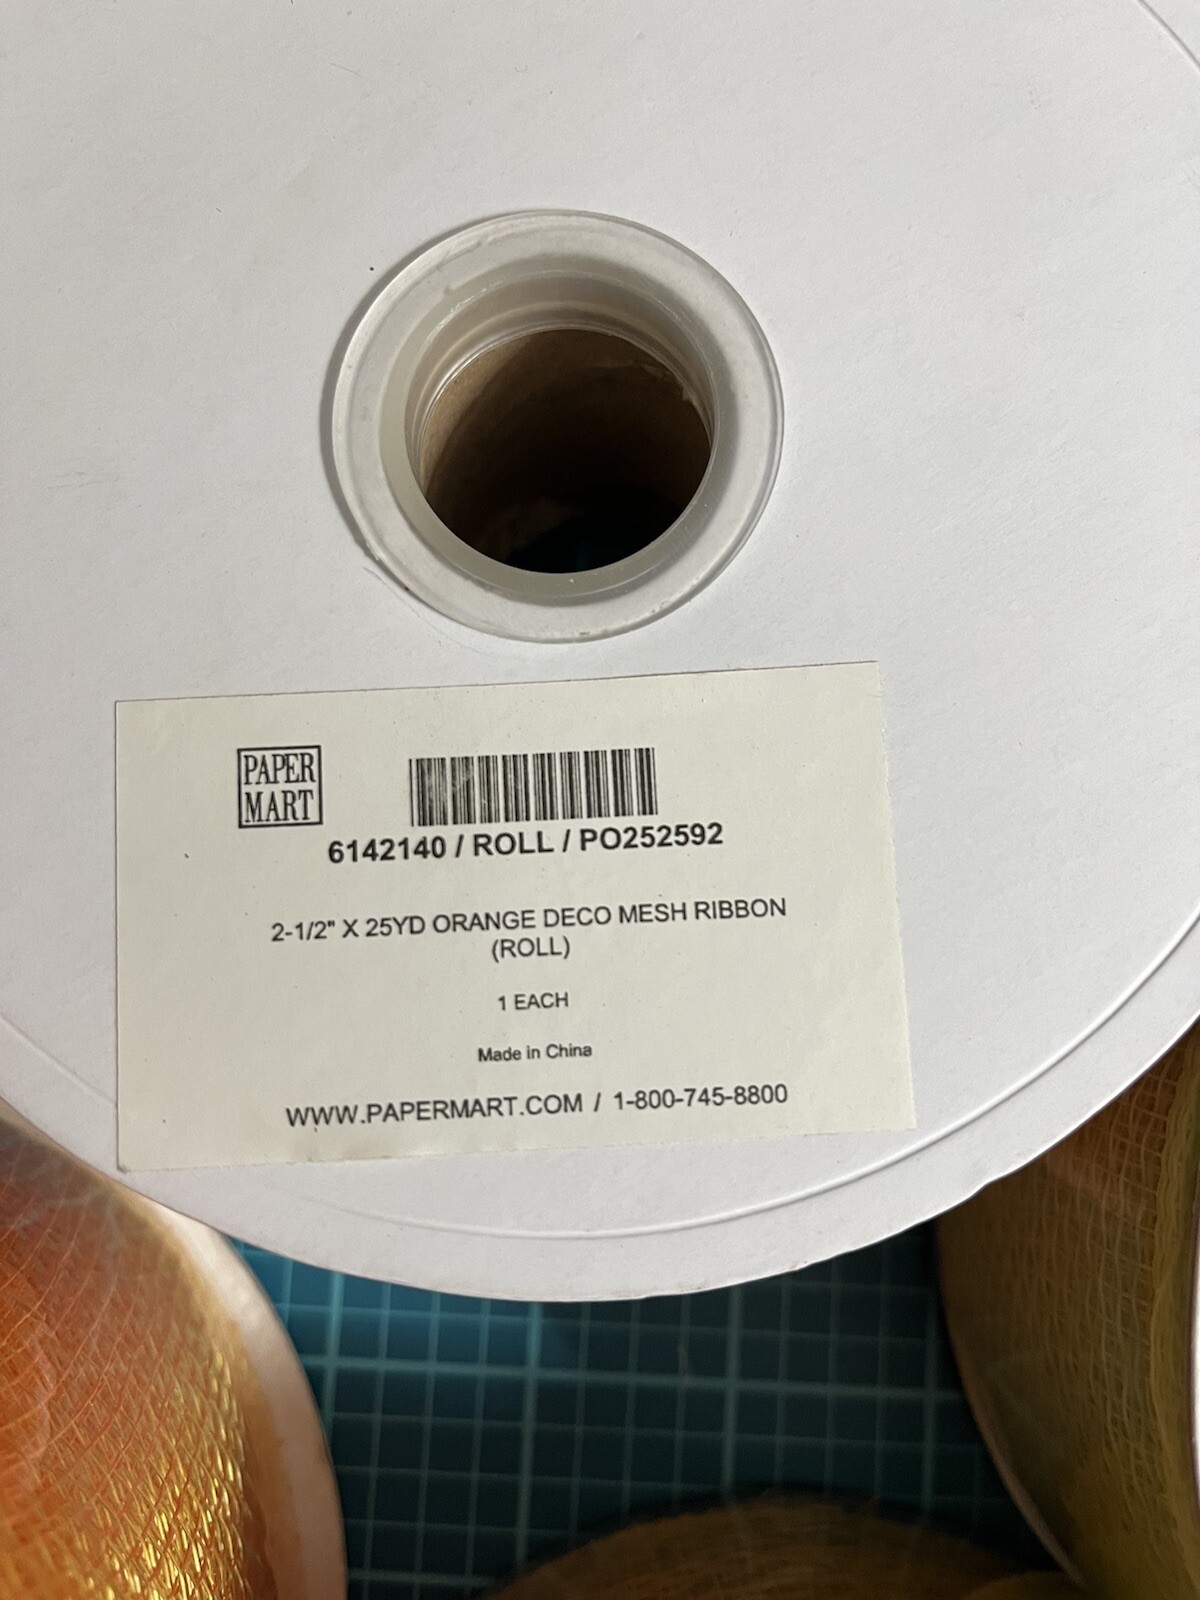 PAPER
MART
6142140 / ROLL / PO252592
2-1/2" X 25YD ORANGE DECO MESH RIBBON
(ROLL)
1 EACH
Made in China
WWW.PAPERMART.COM / 1-800-745-8800